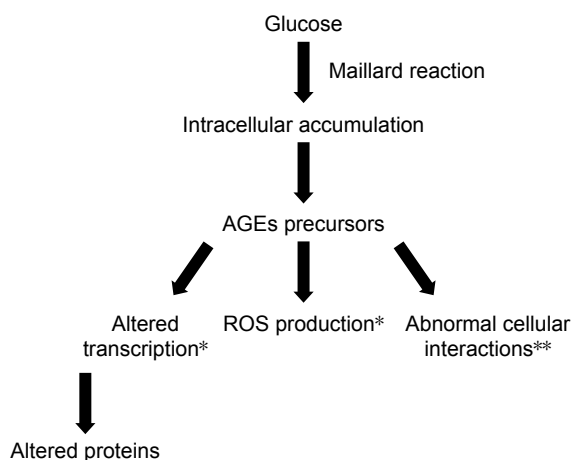 Glucose
Maillard reaction
Intracellular accumulation
AGEs precursors
Altered
transcription*
ROS production*
Abnormal cellular
interactions**
Altered proteins